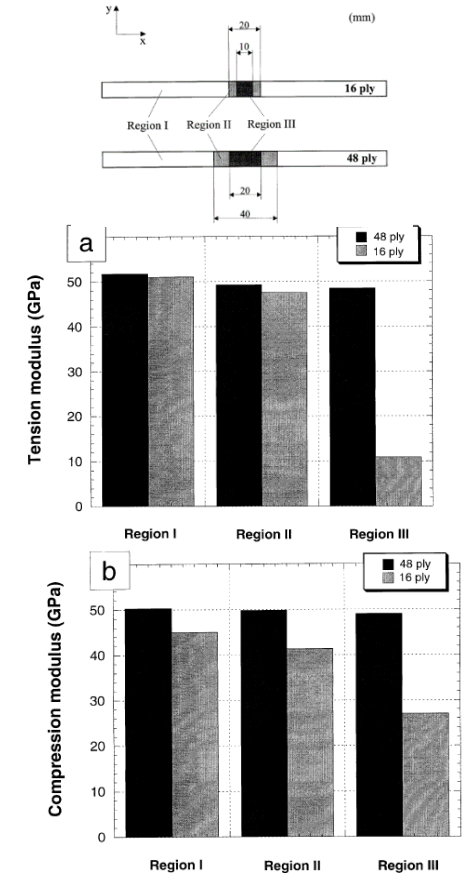 y
x
(mm)
20
10
16 ply
Region I
Region II
Region III
48 ply
20
40
a
48 ply
16 ply
Tension modulus (GPa)
50
40
30
20
10
0
Region I
Region II
Region III
b
48 ply
16 ply
Compression modulus (GPa)
50
40
30
20
10
0
Region I
Region II
Region III